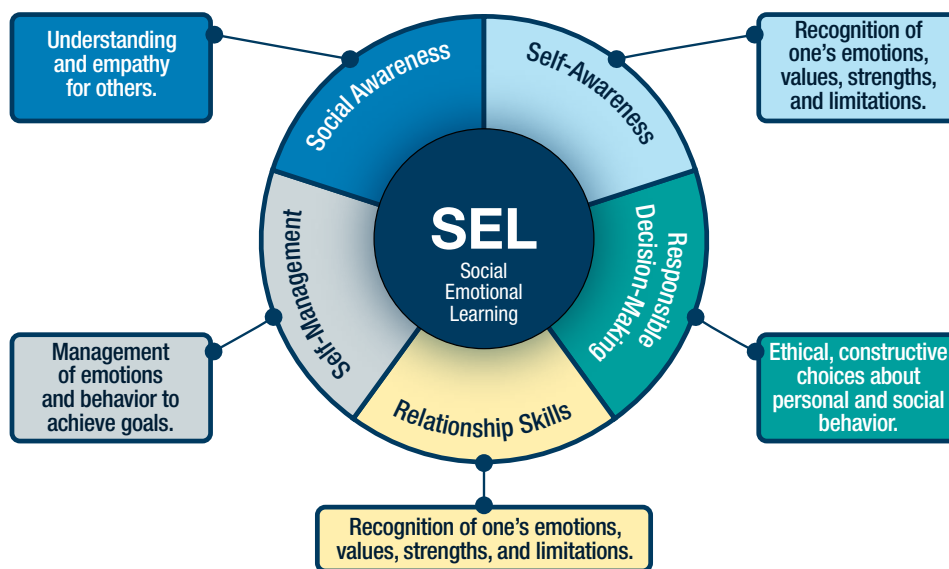 Understanding
and empathy
for others.
Social Awareness
Self-Awareness
Recognition of
one’s emotions,
values, strengths,
and limitations.
SEL
Social
Emotional
Learning
Self-Management
Responsible
Decision-Making
Relationship Skills
Management
of emotions
and behavior to
achieve goals.
Ethical, constructive
choices about
personal and social
behavior.
Recognition of one’s emotions,
values, strengths, and limitations.